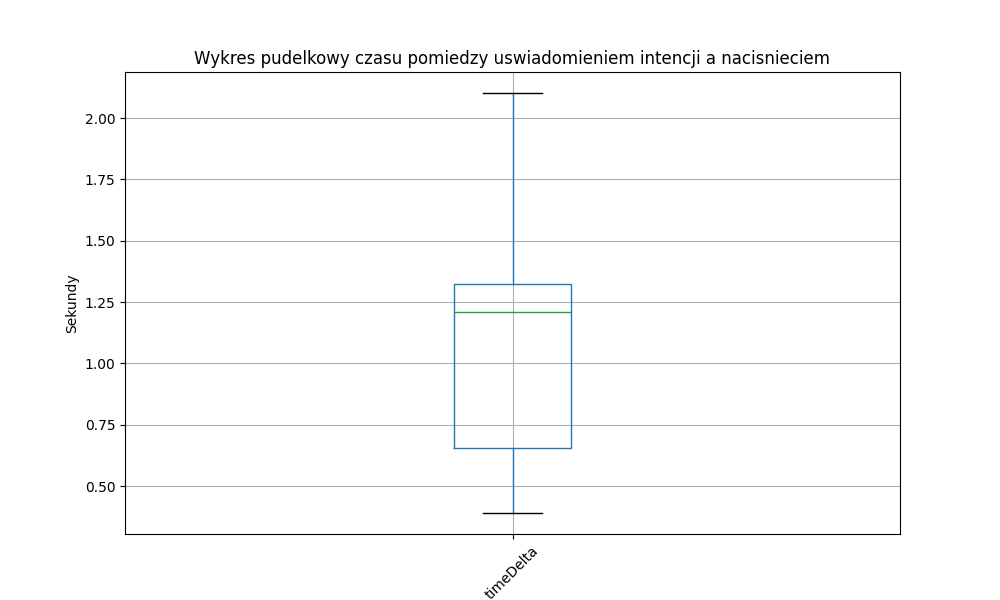 Wykres pudelkowy czasu pomiedzy uswiadomieniem intencji a nacisnieciem
2.00
1.75
1.50
1.25
1.00
0.75
0.50
Sekundy
timeDelta